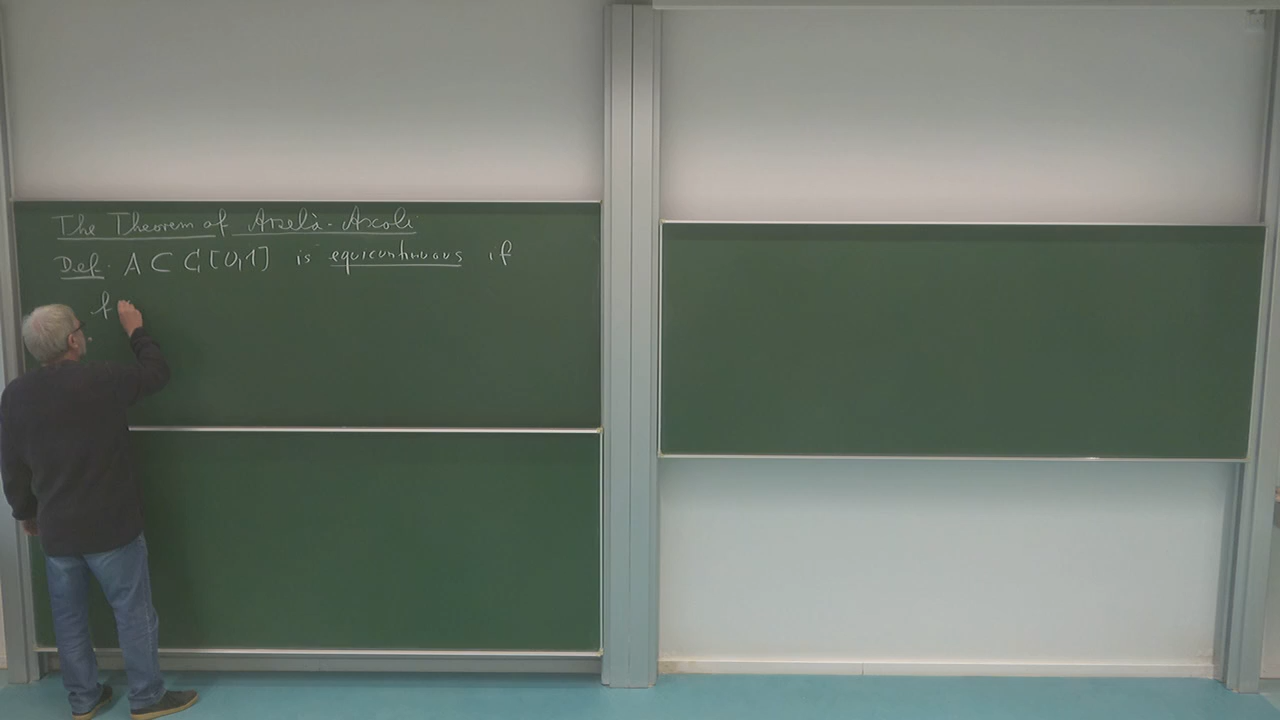 The Theorem of Arzelà-Ascoli
Def. A ⊂ C[0,1] is equicontinuous if
f